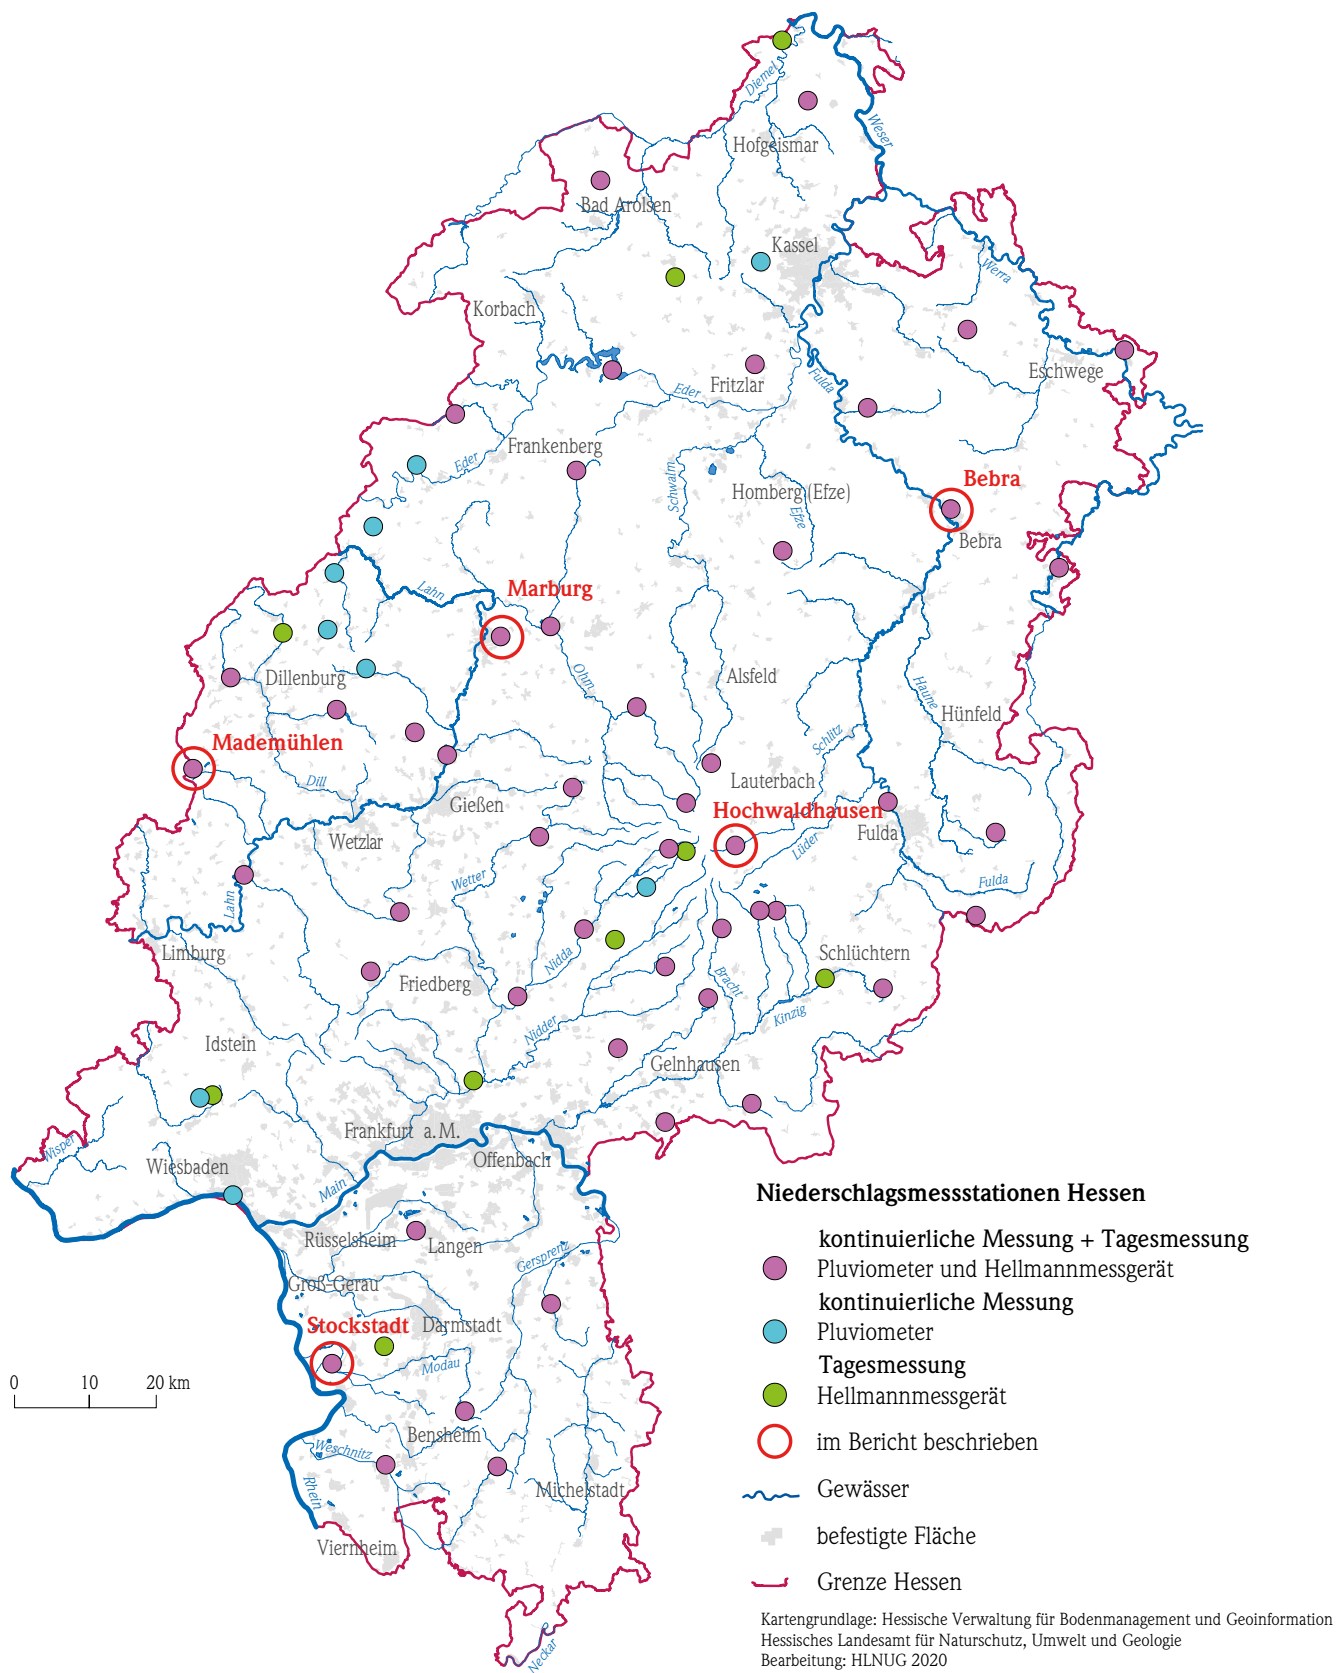 Diemel
Weser
Hofgeismar
Bad Arolsen
Kassel
Werra
Korbach
Eschwege
Fritzlar
Fulda
Eder
Frankenberg
Eder
Schwalm
Homberg (Efze)
Efze
Bebra
Bebra
Lahn
Marburg
Ohm
Alsfeld
Dillenburg
Haune
Hünfeld
Mademühlen
Schlitz
Dill
Lauterbach
Gießen
Hochwaldhausen
Wetzlar
Fulda
Lüder
Wetter
Fulda
Lahn
Limburg
Nidda
Schlüchtern
Friedberg
Bracht
Kinzig
Nidder
Idstein
Gelnhausen
Frankfurt a.M.
Wisper
Wiesbaden
Offenbach
Main
Rüsselsheim
Langen
Gersprenz
Groß-Gerau
Stockstadt
Darmstadt
Modau
Bensheim
Weschnitz
Rhein
Michelstadt
Viernheim
Neckar
0 10 20 km
Niederschlagsmessstationen Hessen
kontinuierliche Messung + Tagesmessung
Pluviometer und Hellmannmessgerät
kontinuierliche Messung
Pluviometer
Tagesmessung
Hellmannmessgerät
im Bericht beschrieben
Gewässer
befestigte Fläche
Grenze Hessen
Kartengrundlage: Hessische Verwaltung für Bodenmanagement und Geoinformation
Hessisches Landesamt für Naturschutz, Umwelt und Geologie
Bearbeitung: HLNUG 2020